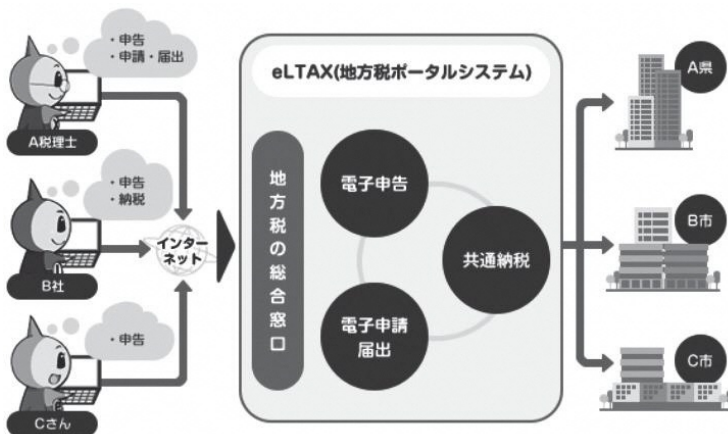 ・申告
・申請・届出
A税理士
・申告
・納税
B社
・申告
Cさん
インター
ネット
eLTAX(地方税ポータルシステム)
地方税の総合窓口
電子申告
共通納税
電子申請
届出
A県
B市
C市